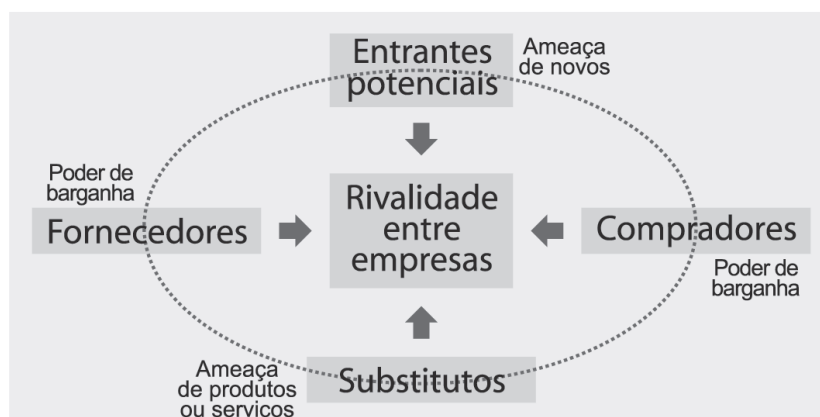 Entrantes
potenciais
Ameaça
de novos
Poder de
barganha
Fornecedores
Rivalidade
entre
empresas
Compradores
Poder de
barganha
Ameaça
de produtos
ou serviços
Substitutos